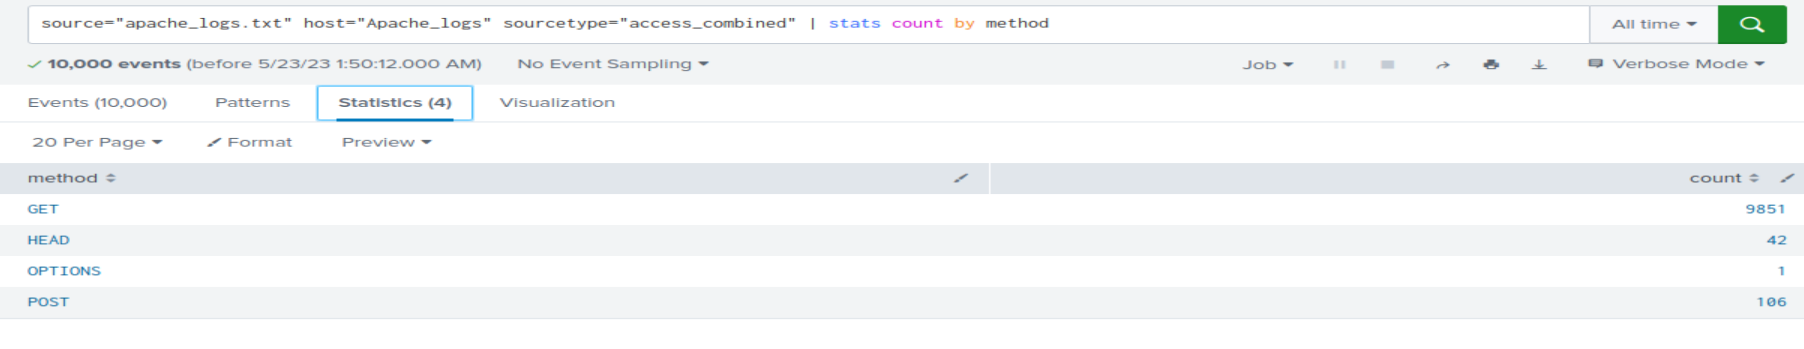 source="apache_logs.txt" host="Apache_logs" sourcetype="access_combined" | stats count by method All time
10,000 events (before 5/23/23 1:50:12.000 AM) No Event Sampling Job Verbose Mode
Events (10,000) Patterns Statistics (4) Visualization
20 Per Page Format Preview
method count
GET 9851
HEAD 42
OPTIONS 1
POST 106